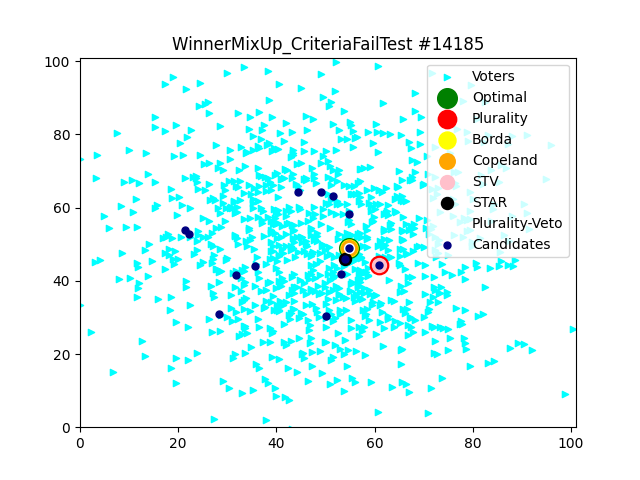 WinnerMixUp_CriteriaFailTest #14185
100
80
60
40
20
0
0
20
40
60
80
100
Voters
Optimal
Plurality
Borda
Copeland
STV
STAR
Plurality-Veto
Candidates